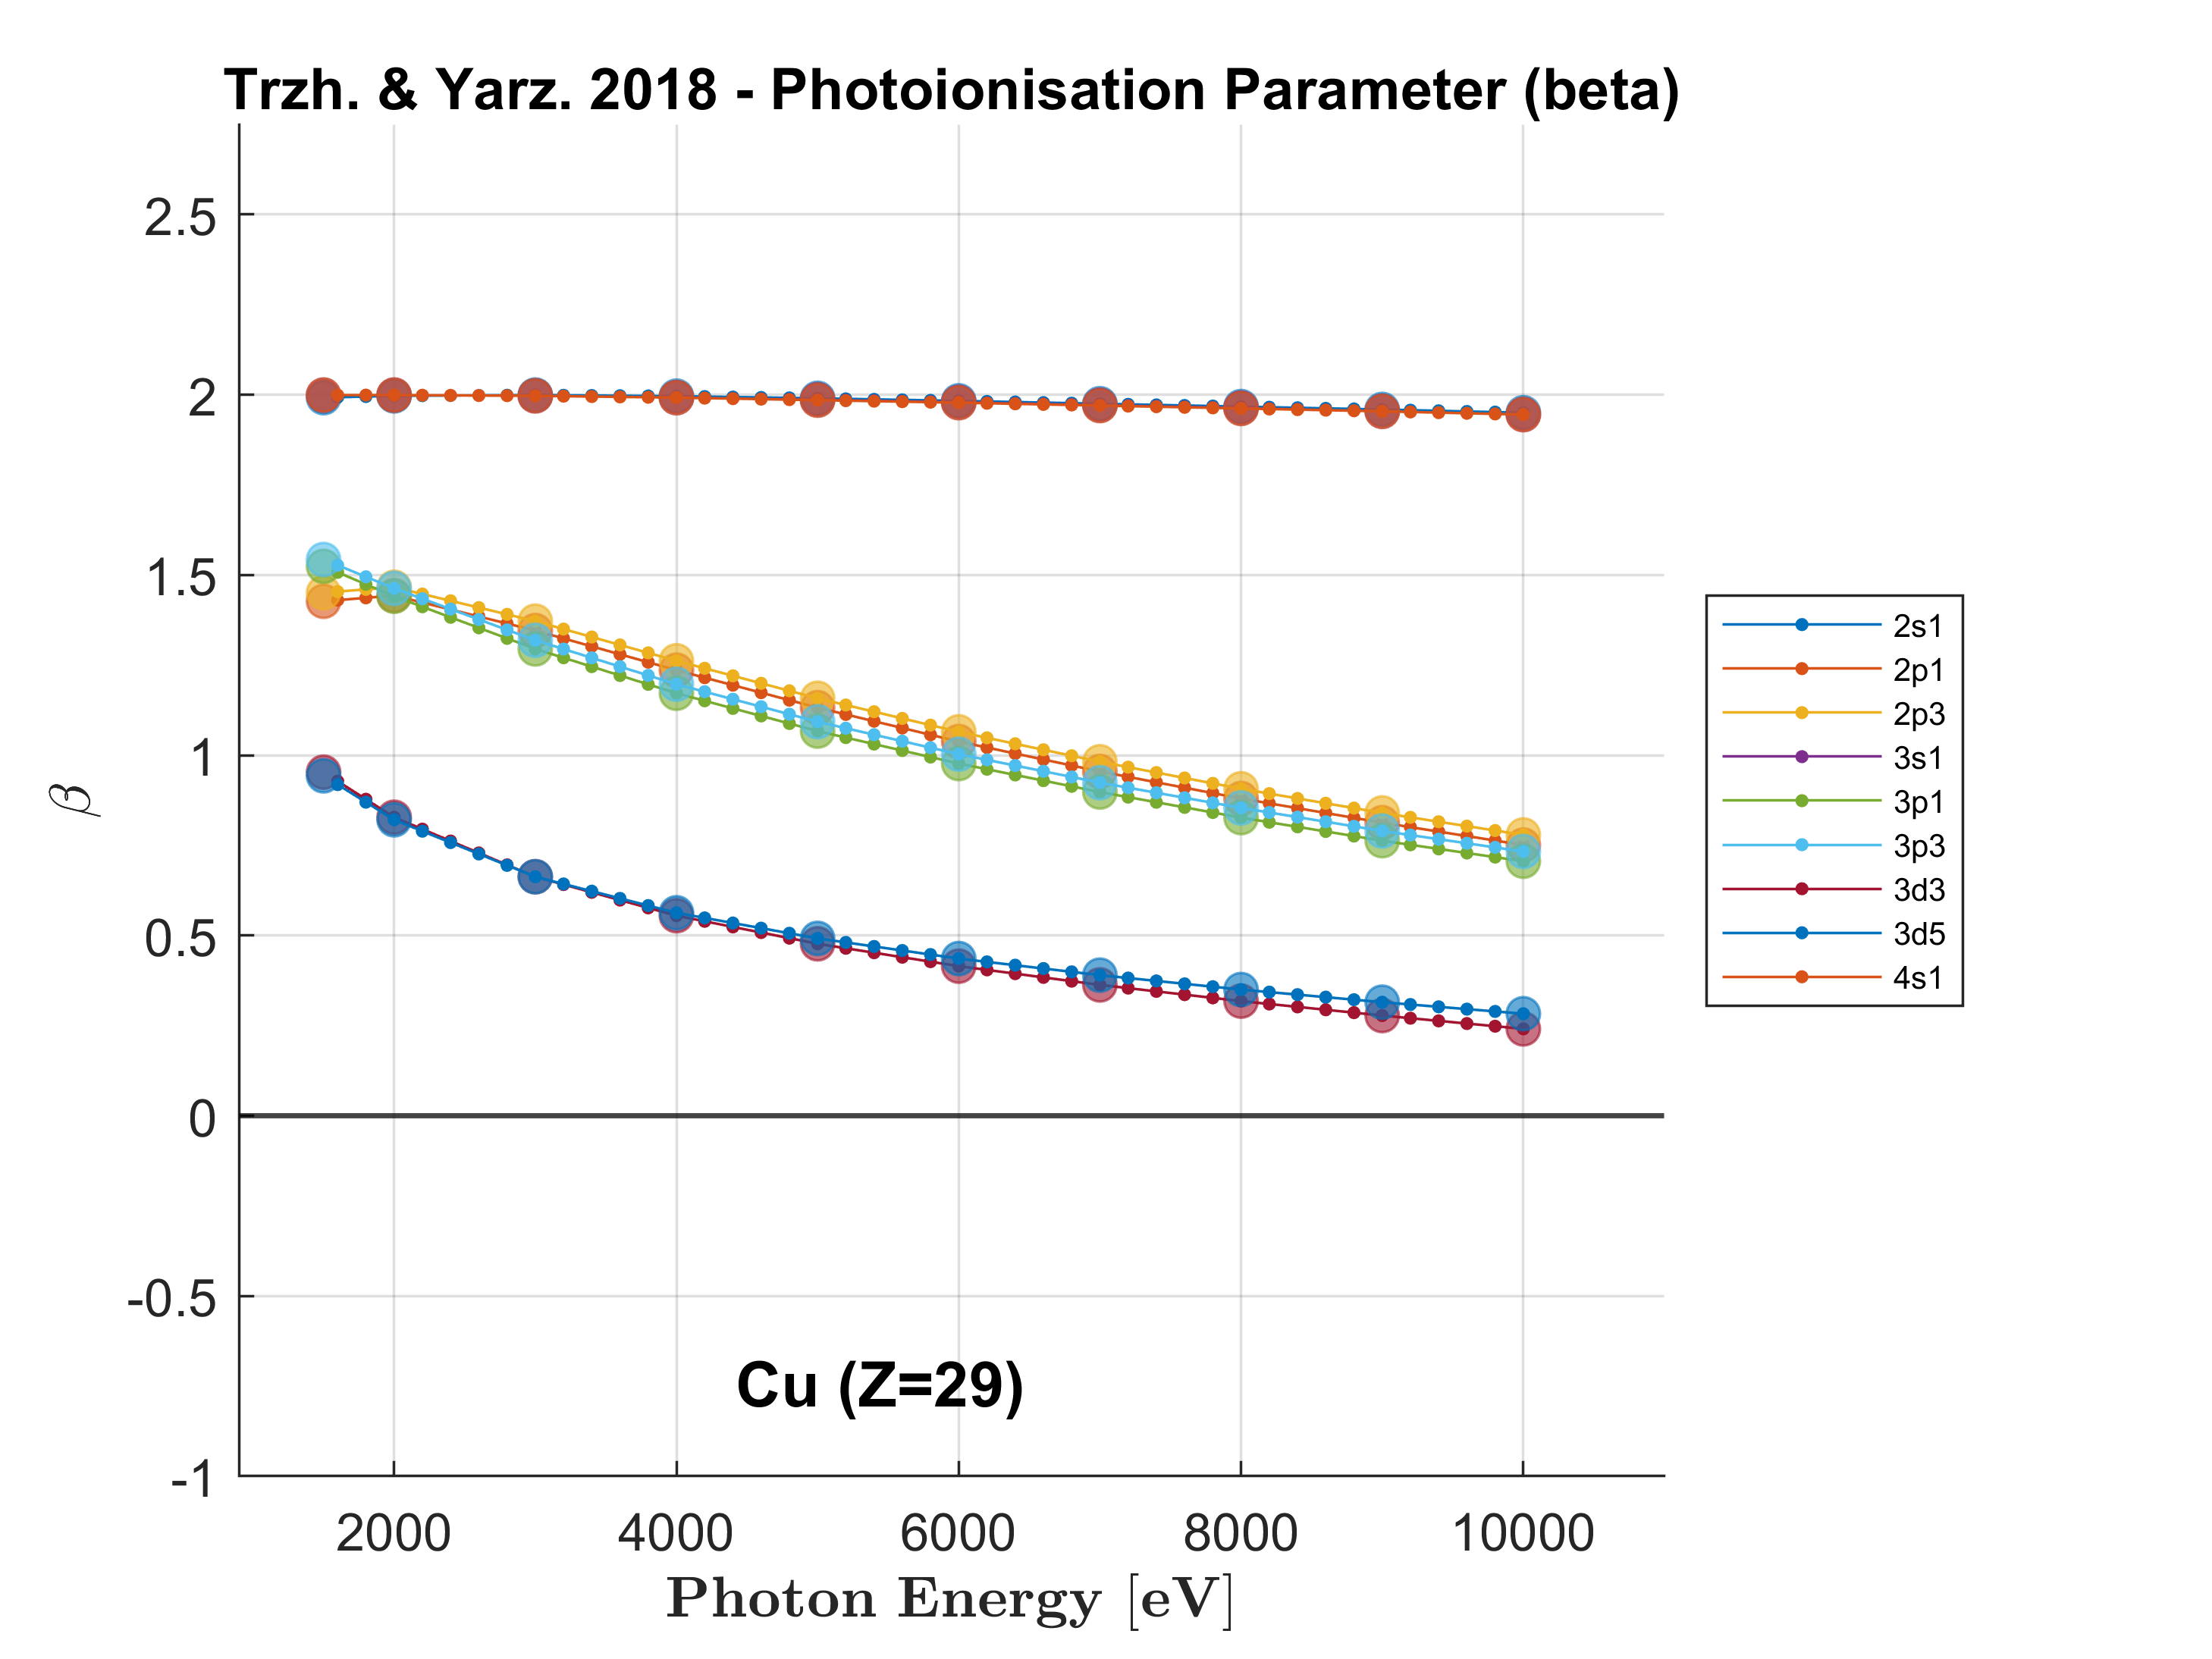 Trzh. & Yarz. 2018 - Photoionisation Parameter (beta)
2.5
2
1.5
1
0.5
0
-0.5
-1
β
2s1
2p1
2p3
3s1
3p1
3p3
3d3
3d5
4s1
Cu (Z=29)
2000 4000 6000 8000 10000
Photon Energy [eV]